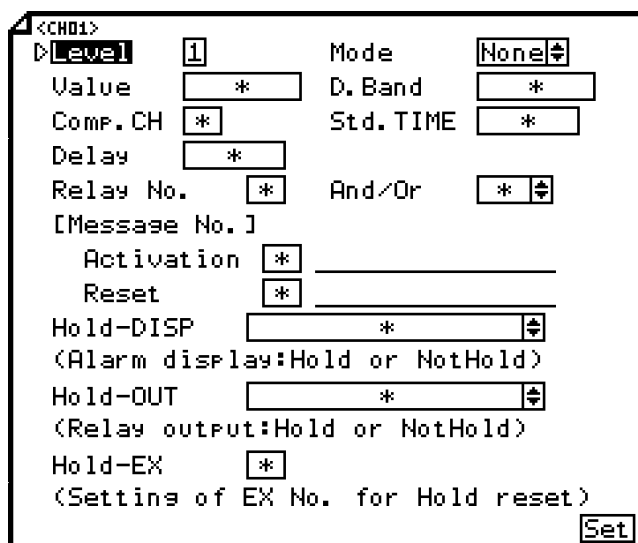 <CH01>
Level 1 Mode None
Value * D.Band *
Comp.CH * Std.TIME *
Delay *
Relay No. * And/Or *
[Message No.]
Activation *
Reset *
Hold-DISP *
(Alarm display:Hold or NotHold)
Hold-OUT *
(Relay output:Hold or NotHold)
Hold-EX *
(Setting of EX No. for Hold reset)
Set